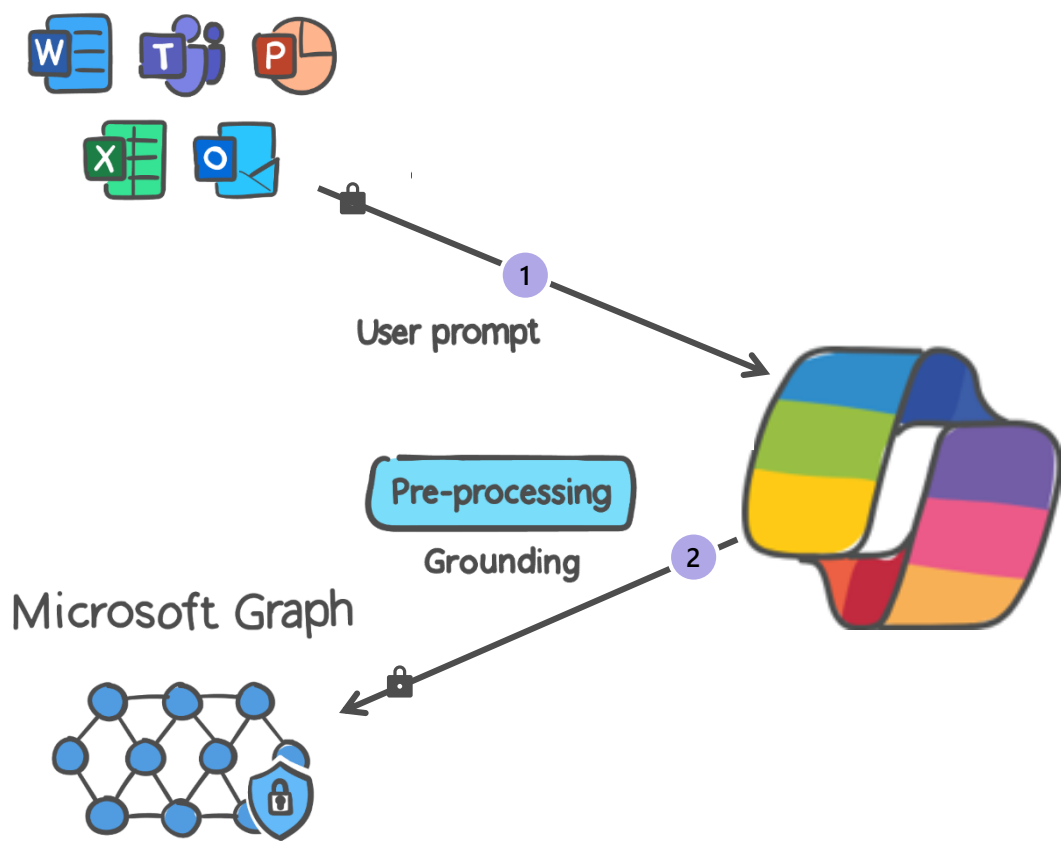 W
T
P
X
O
1
User prompt
Pre-processing
Grounding
2
Microsoft Graph